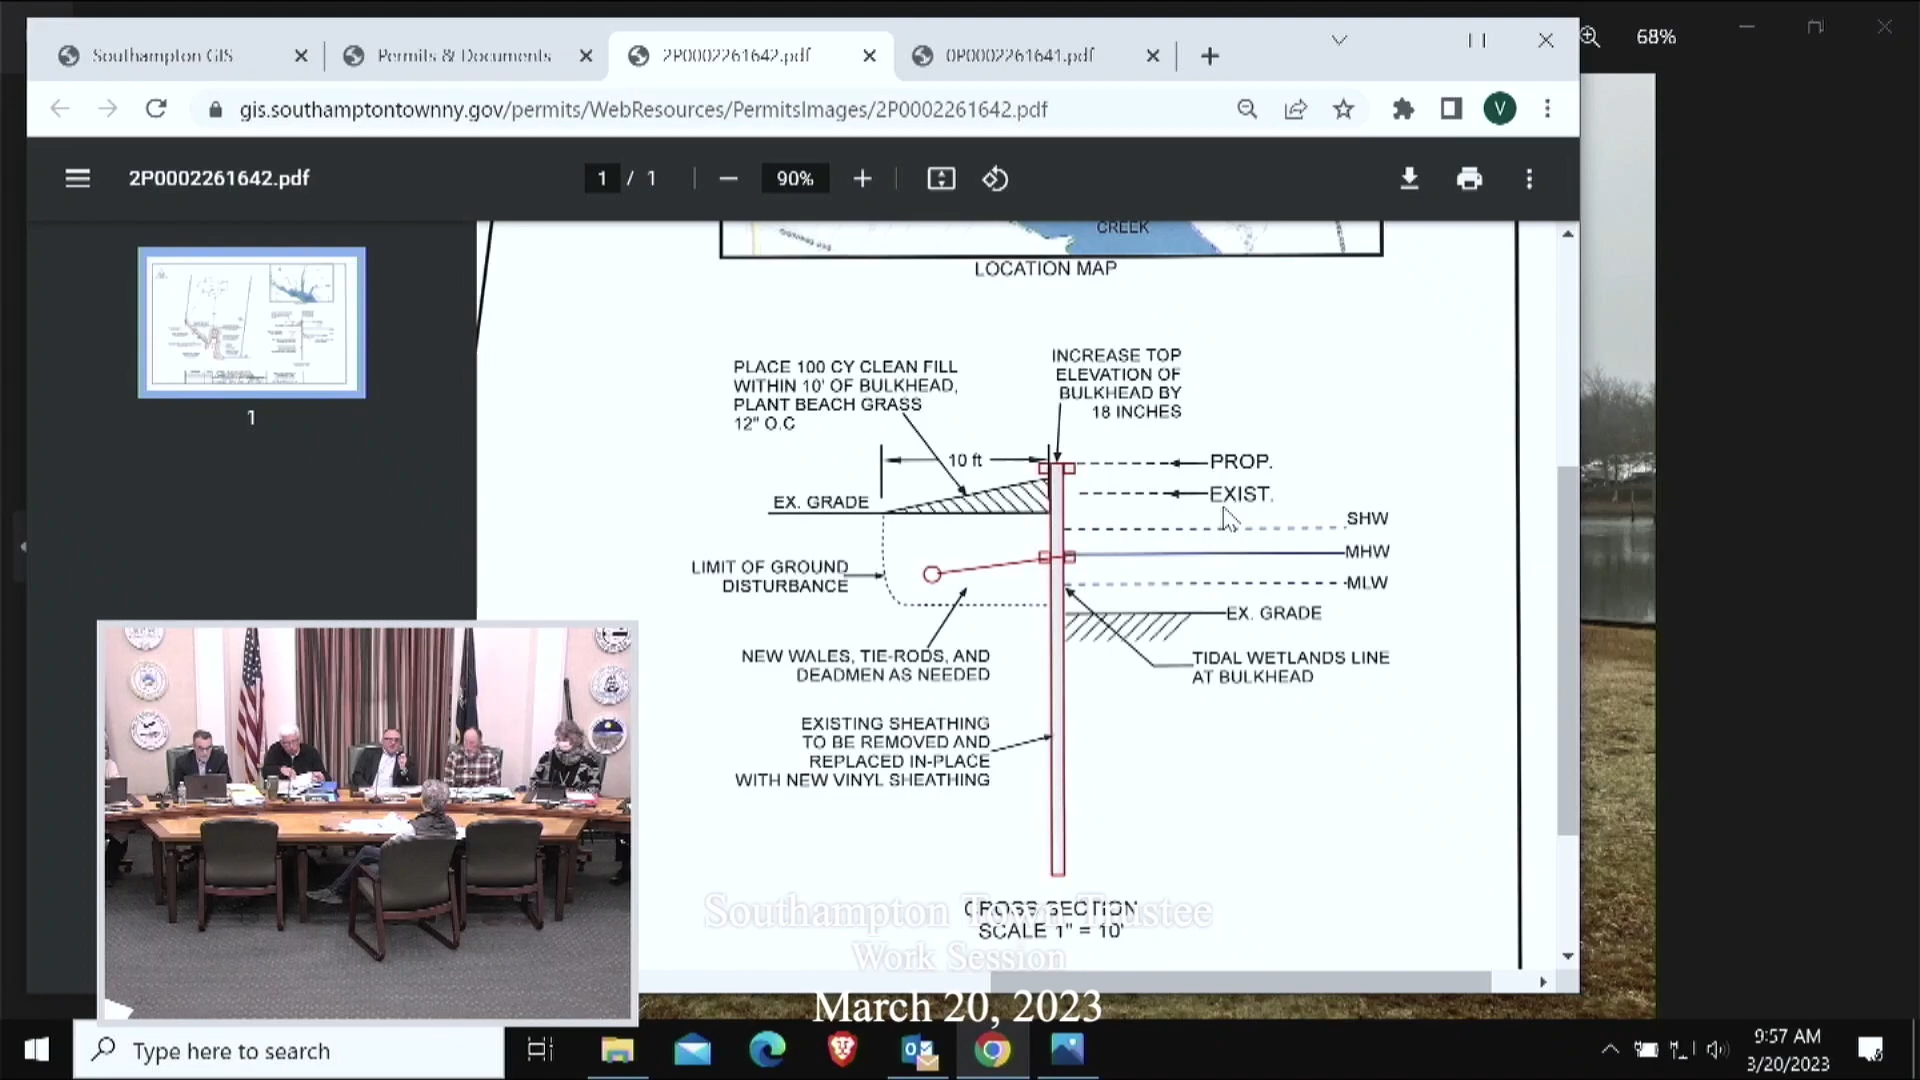 68%
Southampton GIS
Permits & Documents
2P0002261642.pdf
0P0002261641.pdf
gis.southamptontownny.gov/permits/WebResources/PermitsImages/2P0002261642.pdf
V
2P0002261642.pdf
1 / 1
90%
1
CREEK
LOCATION MAP
PLACE 100 CY CLEAN FILL
WITHIN 10' OF BULKHEAD,
PLANT BEACH GRASS
12" O.C
INCREASE TOP
ELEVATION OF
BULKHEAD BY
18 INCHES
10 ft
PROP.
EX. GRADE
EXIST.
SHW
MHW
LIMIT OF GROUND
DISTURBANCE
MLW
EX. GRADE
NEW WALES, TIE-RODS, AND
DEADMEN AS NEEDED
TIDAL WETLANDS LINE
AT BULKHEAD
EXISTING SHEATHING
TO BE REMOVED AND
REPLACED IN-PLACE
WITH NEW VINYL SHEATHING
CROSS SECTION
SCALE 1" = 10'
Southampton Town Trustee
Work Session
March 20, 2023
Type here to search
9:57 AM
3/20/2023